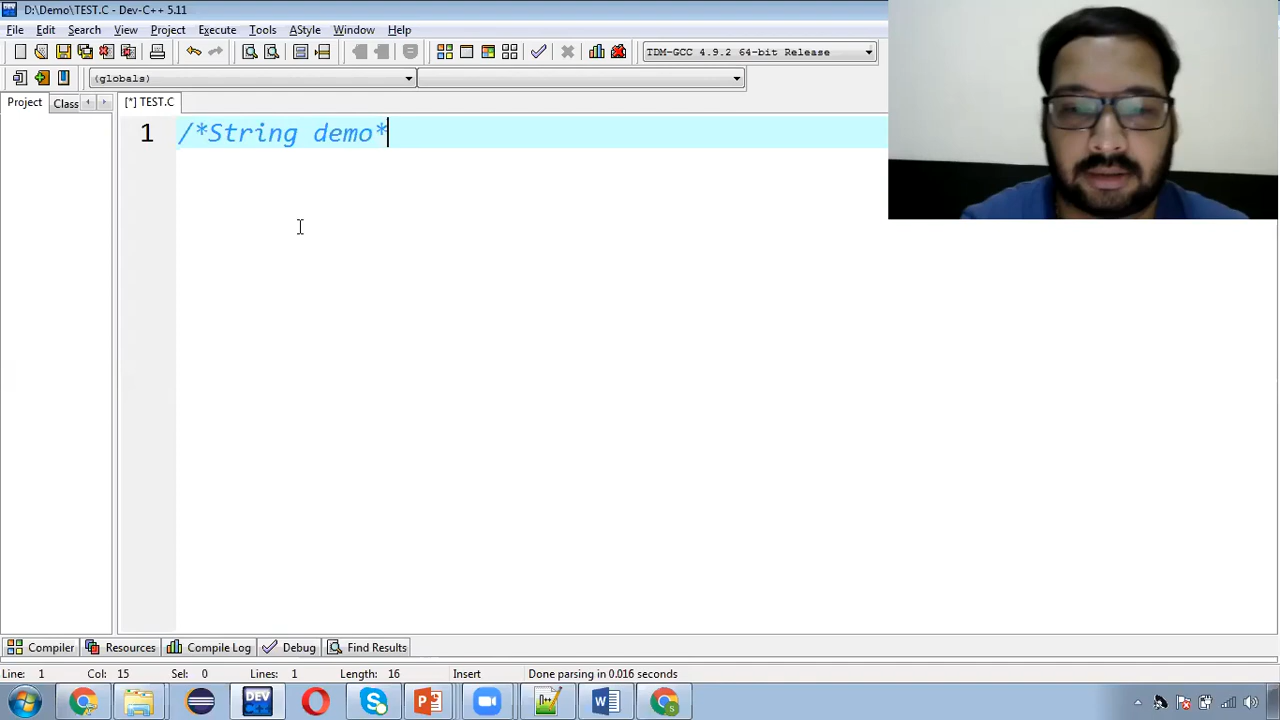 D:\Demo\TEST.C - Dev-C++ 5.11
File Edit Search View Project Execute Tools AStyle Window Help
TDM-GCC 4.9.2 64-bit Release
(globals)
Project Class [*] TEST.C
1 /*String demo*
Compiler Resources Compile Log Debug Find Results
Line: 1 Col: 15 Sel: 0 Lines: 1 Length: 16 Insert Done parsing in 0.016 seconds
DEV C++